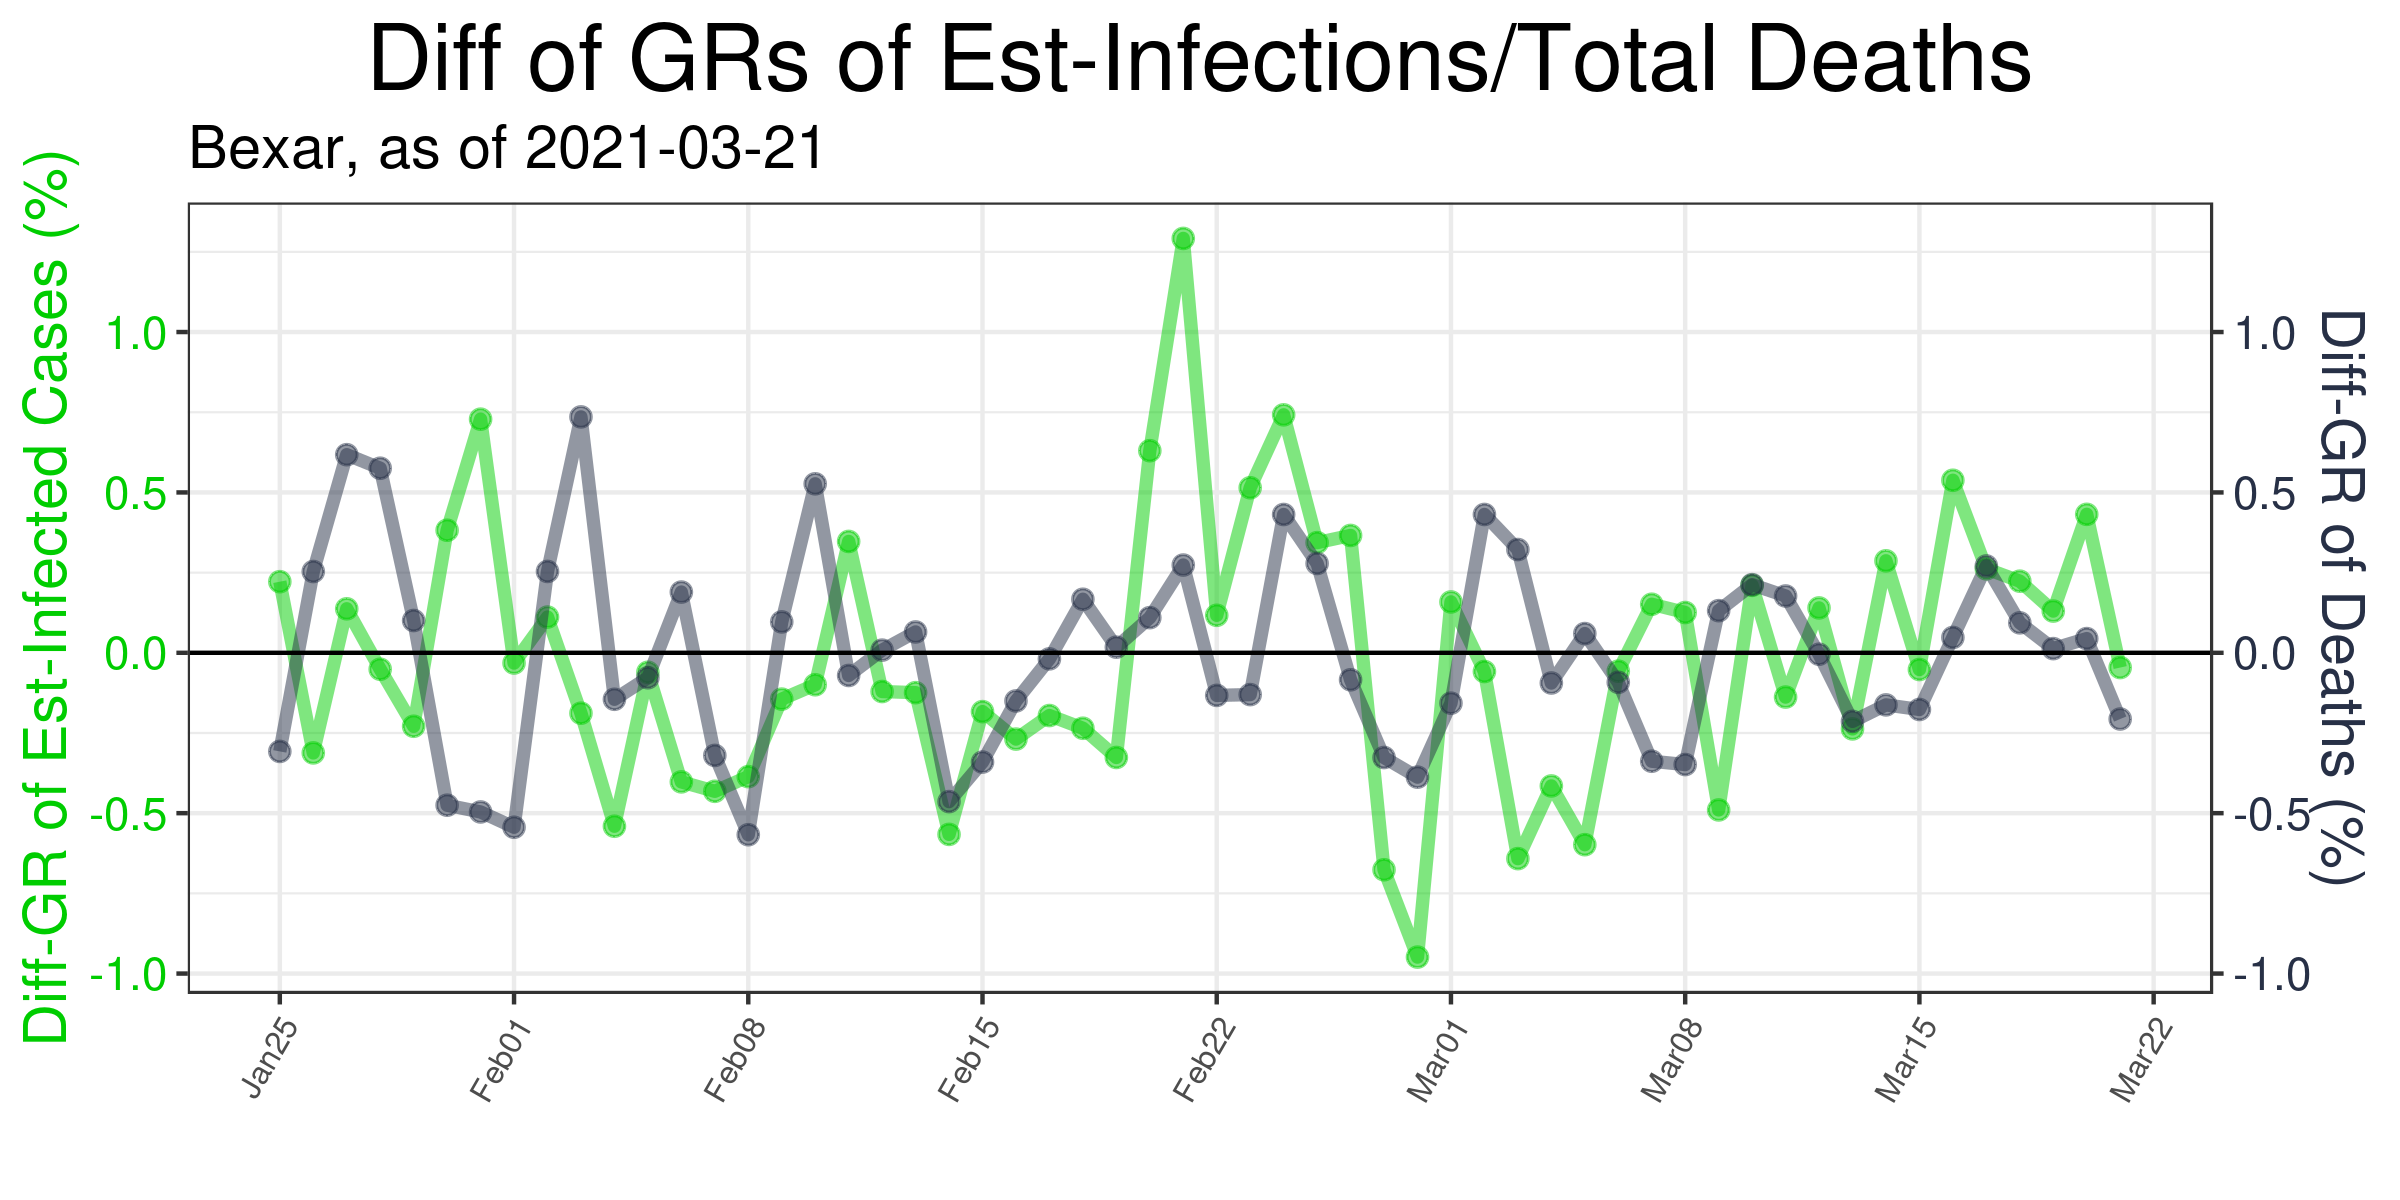 Diff of GRs of Est-Infections/Total Deaths
Bexar, as of 2021-03-21
Diff-GR of Est-Infected Cases (%)
1.0
0.5
0.0
-0.5
-1.0
1.0
0.5
0.0
-0.5
-1.0
Diff-GR of Deaths (%)
Jan25
Feb01
Feb08
Feb15
Feb22
Mar01
Mar08
Mar15
Mar22